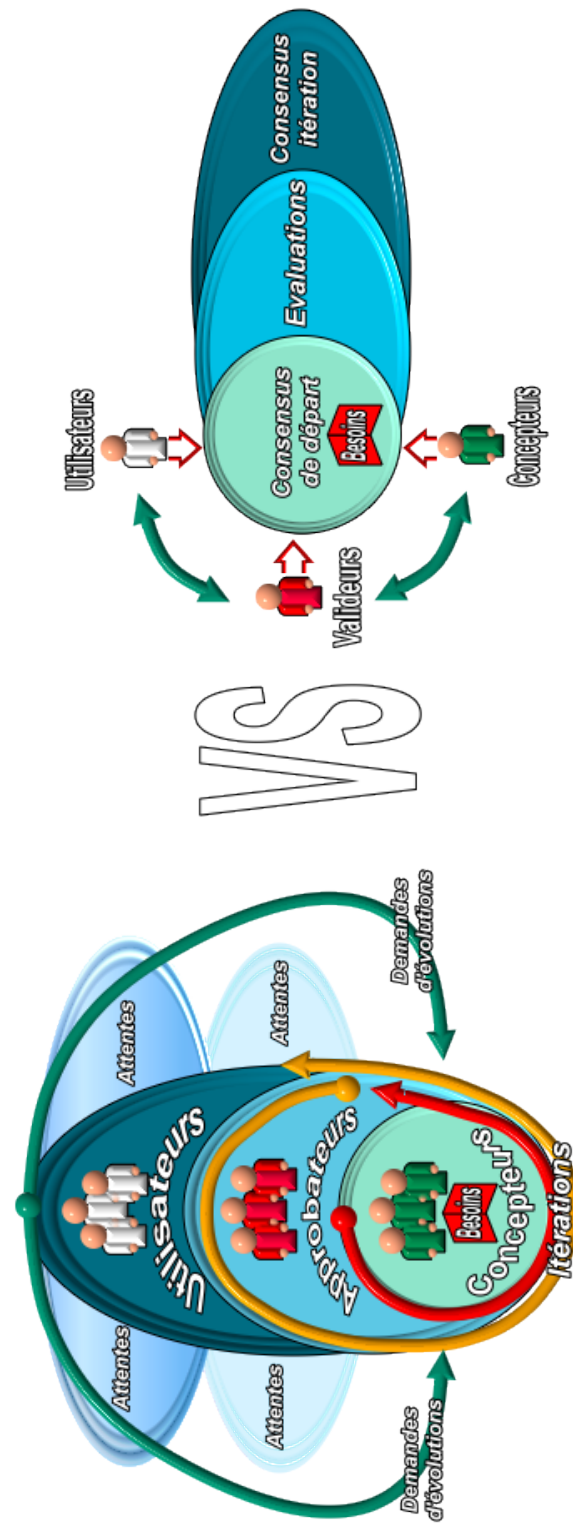 Attentes
Attentes
Utilisateurs
Attentes
Attentes
Approbateurs
Demandes
d'évolutions
Demandes
d'évolutions
Besoins
Concepteurs
Itérations
VS
Utilisateurs
Valideurs
Consensus
de départ
Besoins
Evaluations
Consensus
itération
Concepteurs